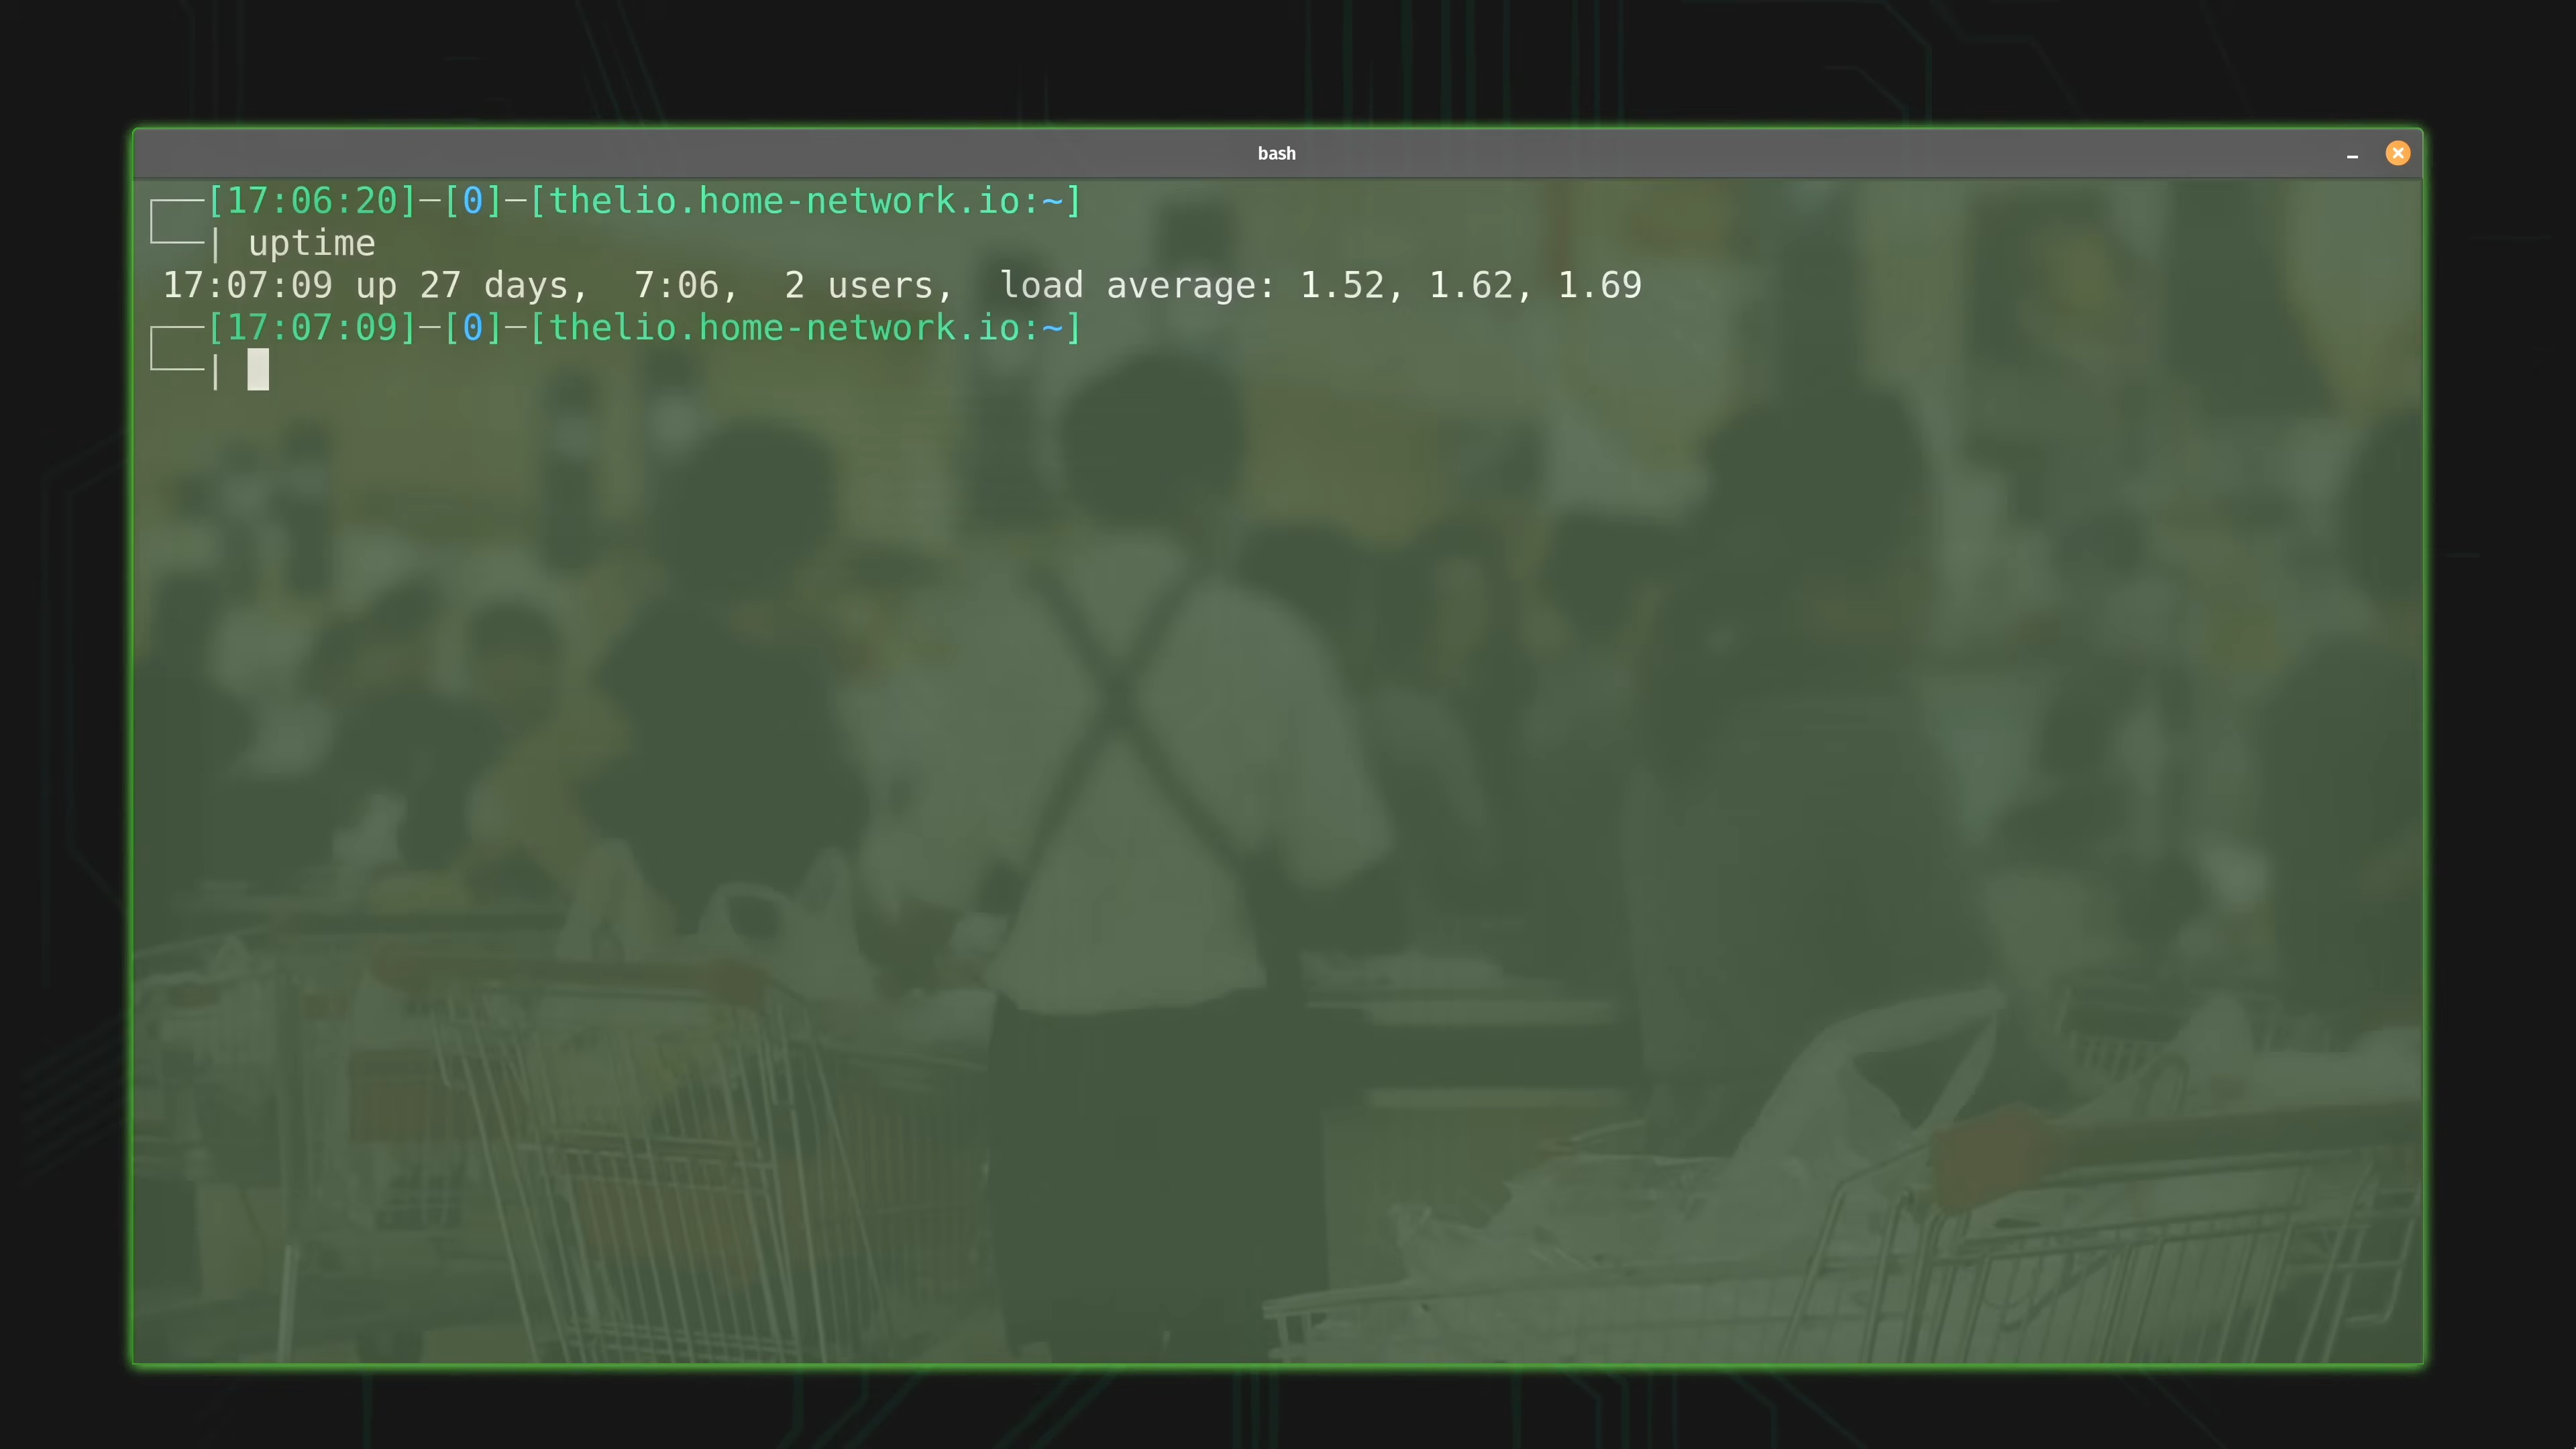 bash
┌──[17:06:20]─[0]─[thelio.home-network.io:~]
└──| uptime
17:07:09 up 27 days,  7:06,  2 users,  load average: 1.52, 1.62, 1.69
┌──[17:07:09]─[0]─[thelio.home-network.io:~]
└──|